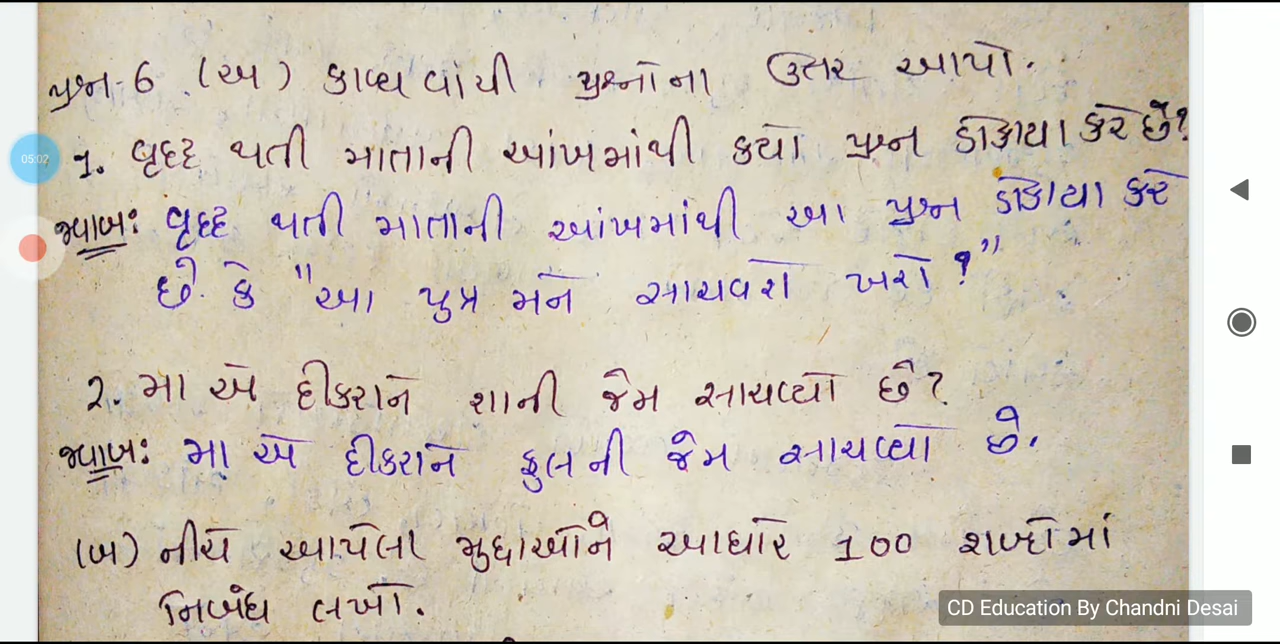 પ્રશ્ન-6 (અ) કાવ્ય વાંચી પ્રશ્નોના ઉત્તર આપો.
૧. વૃદ્ધ થતી માતાની આંખમાંથી કયો પ્રશ્ન ડોકાયા કરે છે?
05:02
જવાબ: વૃદ્ધ થતી માતાની આંખમાંથી આ પ્રશ્ન ડોકાયા કરે
છે. કે "આ પુત્ર મને સાચવશે ખરો?"
૨. મા એ દીકરાને શાની જેમ સાચવ્યો છે?
જવાબ: મા એ દીકરાને ફુલની જેમ સાચવ્યો છે.
(બ) નીચે આપેલા મુદ્દાઓને આધારે 100 શબ્દોમાં
નિબંધ લખો.
CD Education By Chandni Desai